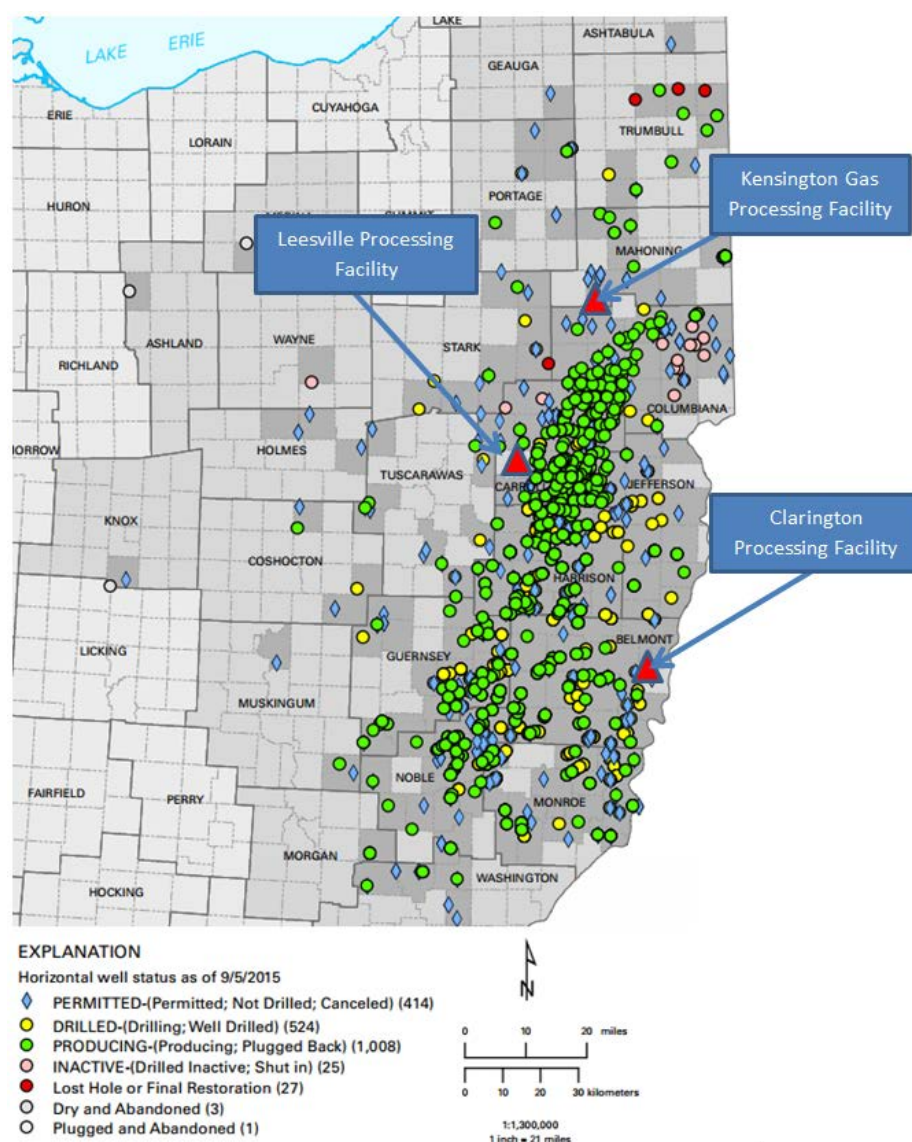 LAKE
ASHTABULA
LAKE ERIE
GEAUGA
CUYAHOGA
ERIE
LORAIN
TRUMBULL
HURON
PORTAGE
Kensington Gas
Processing Facility
Leesville Processing
Facility
MAHONING
STARK
WAYNE
ASHLAND
RICHLAND
COLUMBIANA
HOLMES
TUSCARAWAS
JEFFERSON
KNOX
Clarington
Processing Facility
COSHOCTON
HARRISON
BELMONT
LICKING
GUERNSEY
MUSKINGUM
NOBLE
MONROE
FAIRFIELD
PERRY
MORGAN
WASHINGTON
HOCKING
EXPLANATION
Horizontal well status as of 9/5/2015
PERMITTED-(Permitted; Not Drilled; Canceled) (414)
DRILLED-(Drilling; Well Drilled) (524)
PRODUCING-(Producing; Plugged Back) (1,008)
INACTIVE-(Drilled Inactive; Shut in) (25)
Lost Hole or Final Restoration (27)
Dry and Abandoned (3)
Plugged and Abandoned (1)
N
0 10 20 miles
0 10 20 30 kilometers
1:1,300,000
1 inch = 21 miles